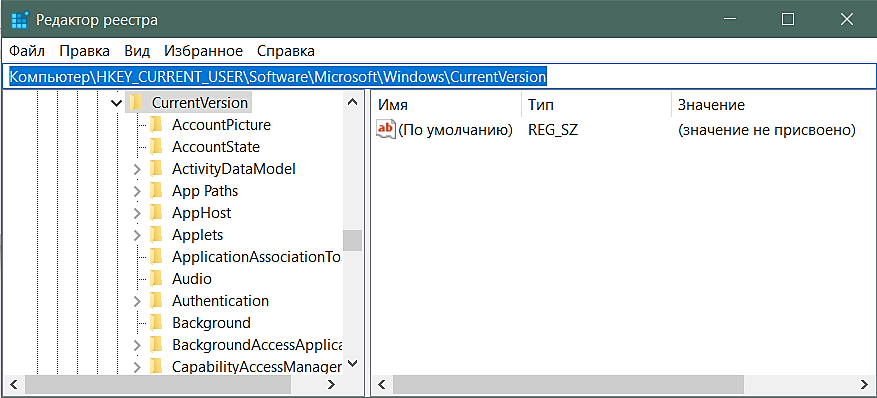 Редактор реестра
Файл Правка Вид Избранное Справка
Компьютер\HKEY_CURRENT_USER\Software\Microsoft\Windows\CurrentVersion
CurrentVersion
AccountPicture
AccountState
ActivityDataModel
App Paths
AppHost
Applets
ApplicationAssociationTo
Audio
Authentication
Background
BackgroundAccessApplica
CapabilityAccessManager
Имя Тип Значение
ab (По умолчанию) REG_SZ (значение не присвоено)